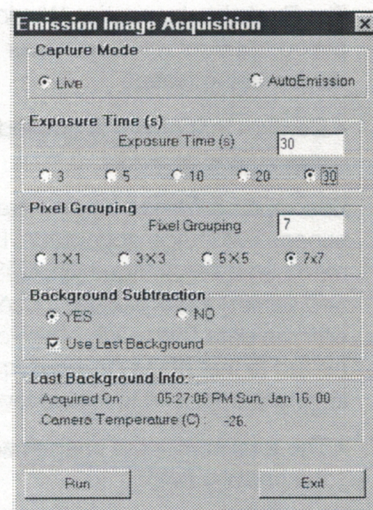 Emission Image Acquisition
Capture Mode
Live AutoEmission
Exposure Time (s)
Exposure Time (s) 30
3 5 10 20 30
Pixel Grouping
Pixel Grouping 7
1X1 3X3 5X5 7x7
Background Subtraction
YES NO
Use Last Background
Last Background Info:
Acquired On: 05:27:06 PM Sun, Jan 16, 00
Camera Temperature (C) : -26.
Run Exit